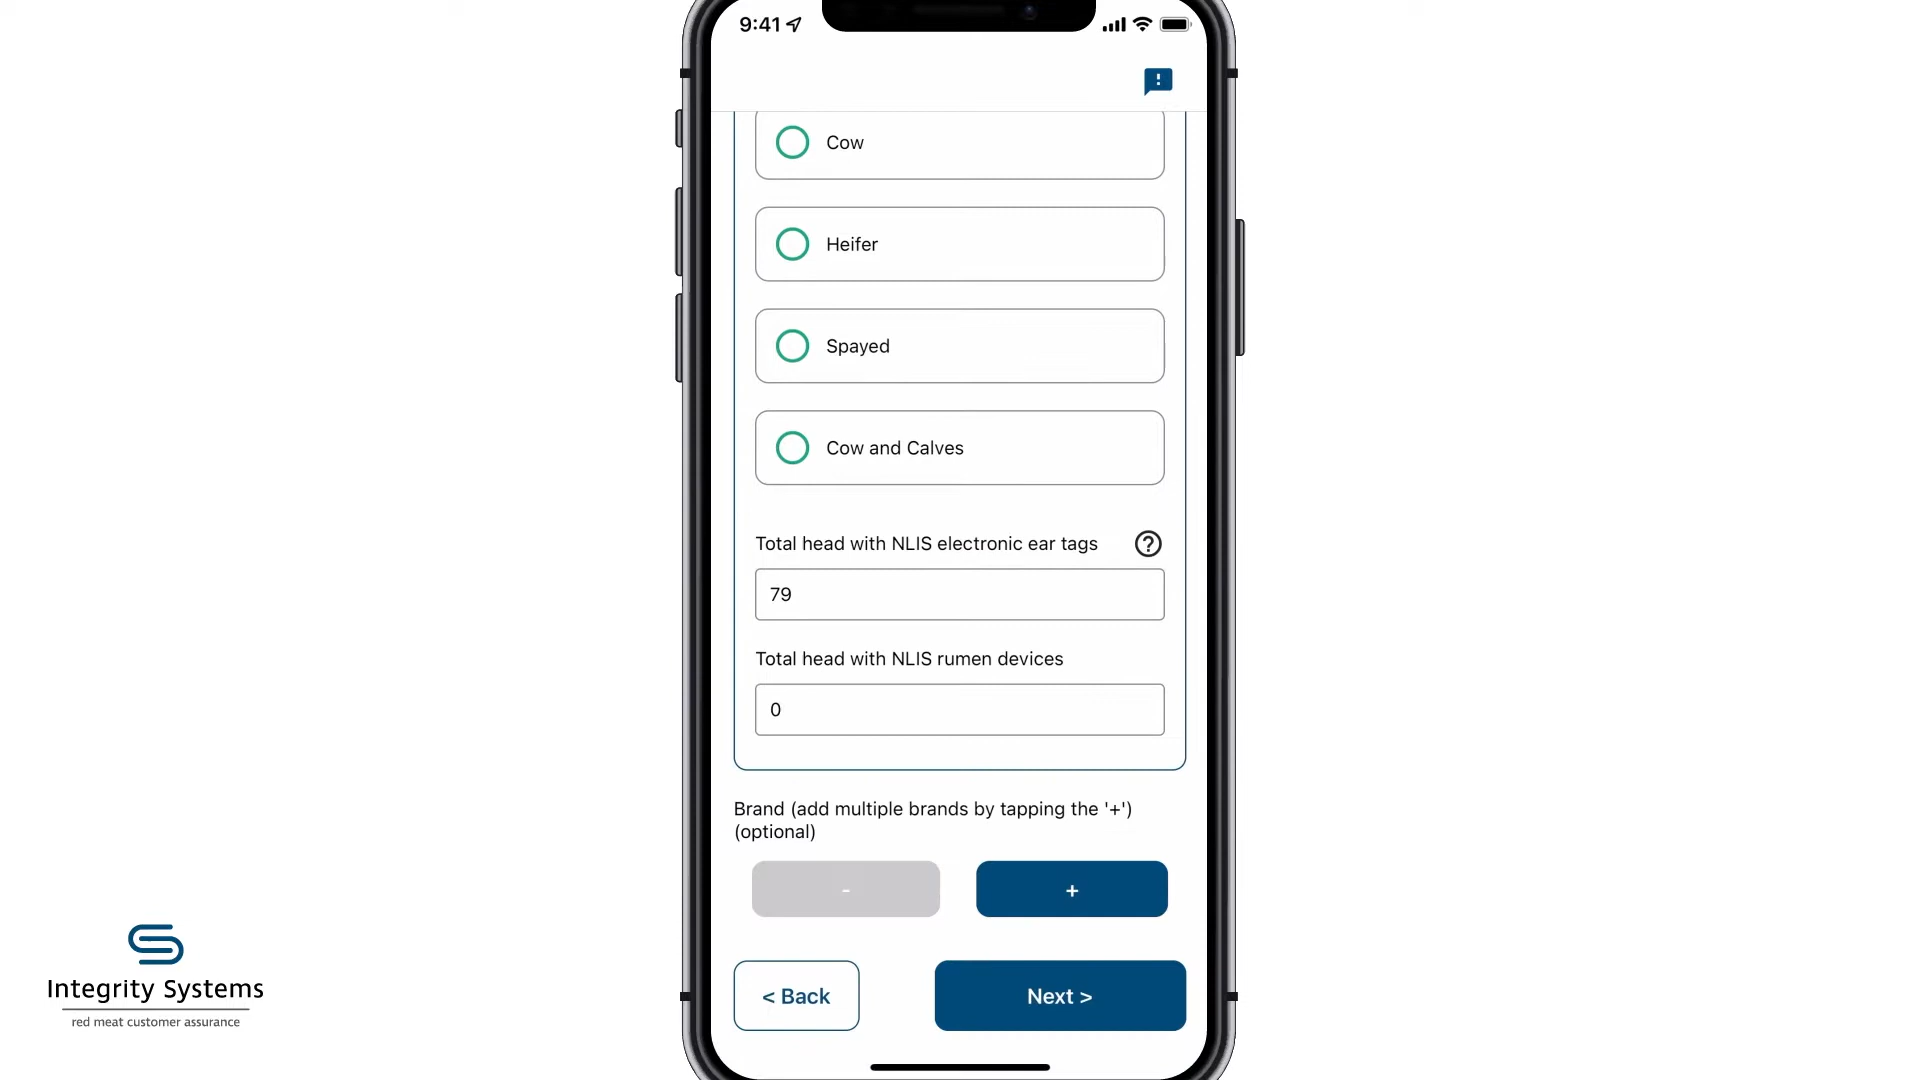 9:41
Cow
Heifer
Spayed
Cow and Calves
Total head with NLIS electronic ear tags
79
Total head with NLIS rumen devices
0
Brand (add multiple brands by tapping the '+')
(optional)
- +
< Back Next >
Integrity Systems
red meat customer assurance